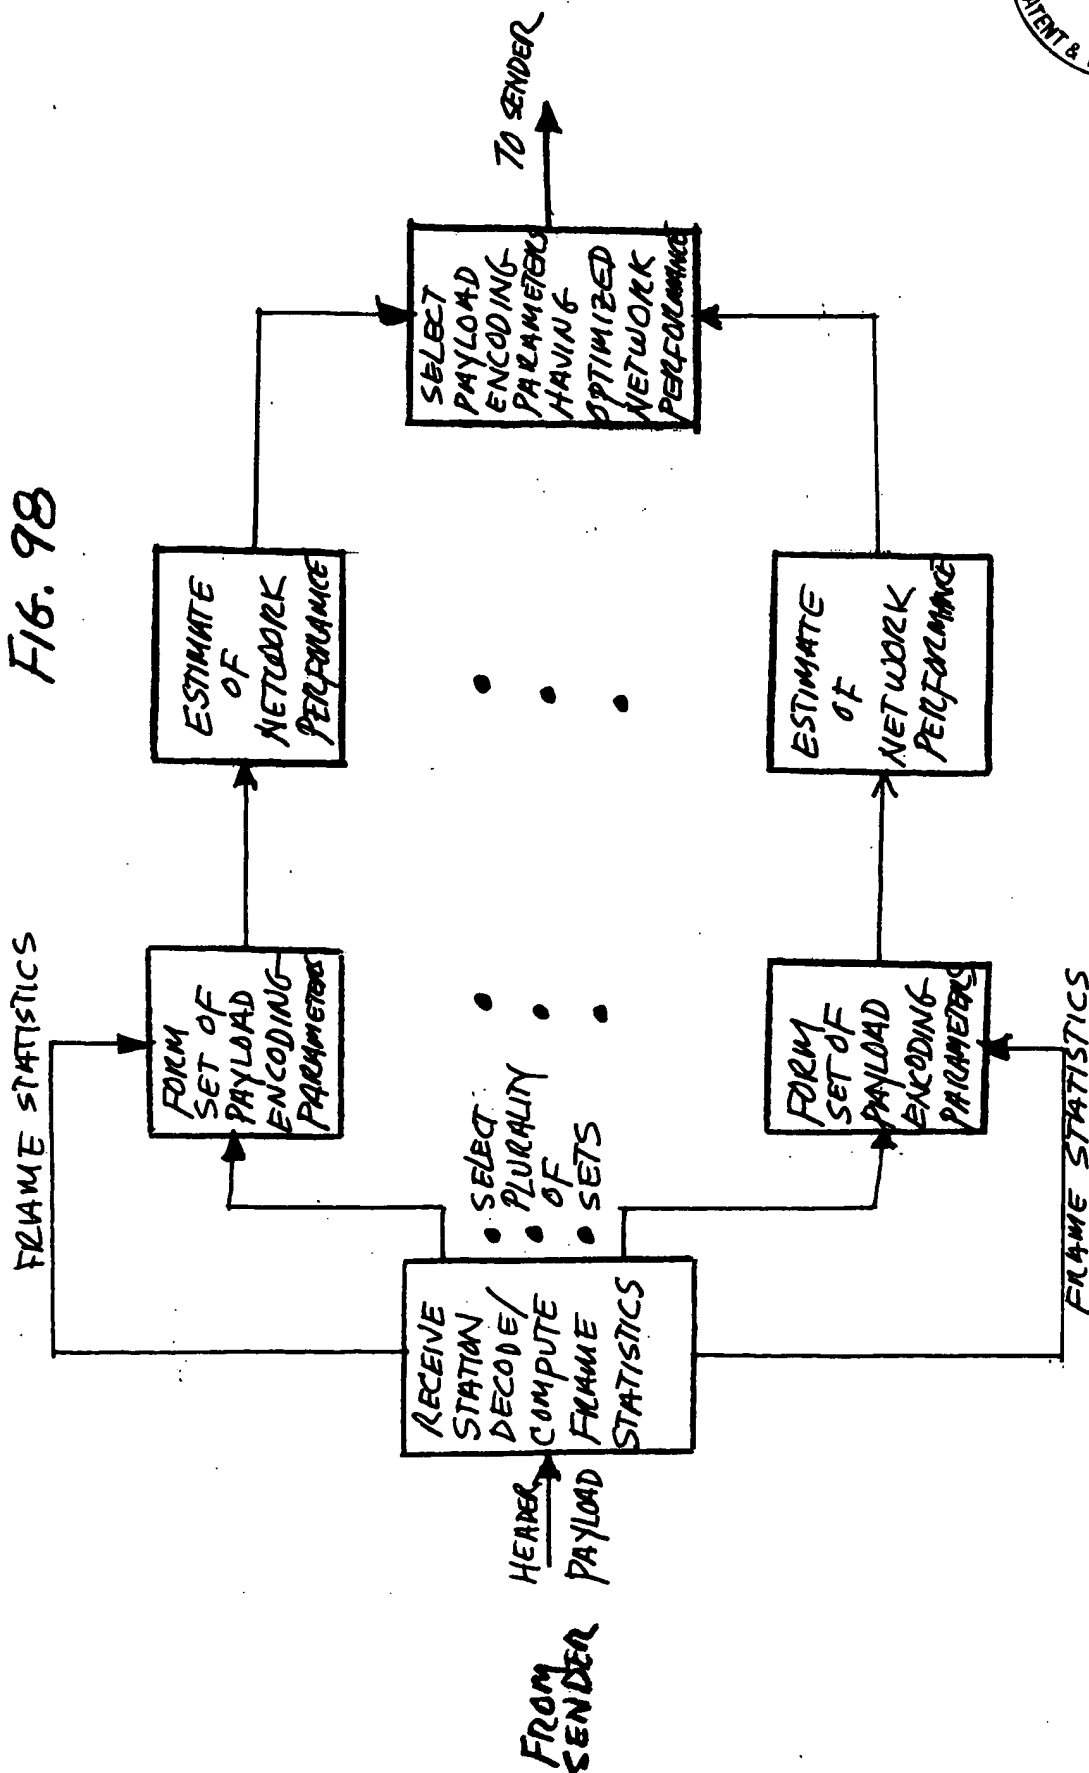 FIG. 98
FRAME STATISTICS
FROM
SENDER
HEADER
PAYLOAD
RECEIVE
STATION
DECODE/
COMPUTE
FRAME
STATISTICS
SELECT
PLURALITY
OF
SETS
FORM
SET OF
PAYLOAD
ENCODING
PARAMETERS
ESTIMATE
OF
NETWORK
PERFORMANCE
FORM
SET OF
PAYLOAD
ENCODING
PARAMETERS
ESTIMATE
OF
NETWORK
PERFORMANCE
FRAME STATISTICS
SELECT
PAYLOAD
ENCODING
PARAMETERS
HAVING
OPTIMIZED
NETWORK
PERFORMANCE
TO SENDER
PATENT &